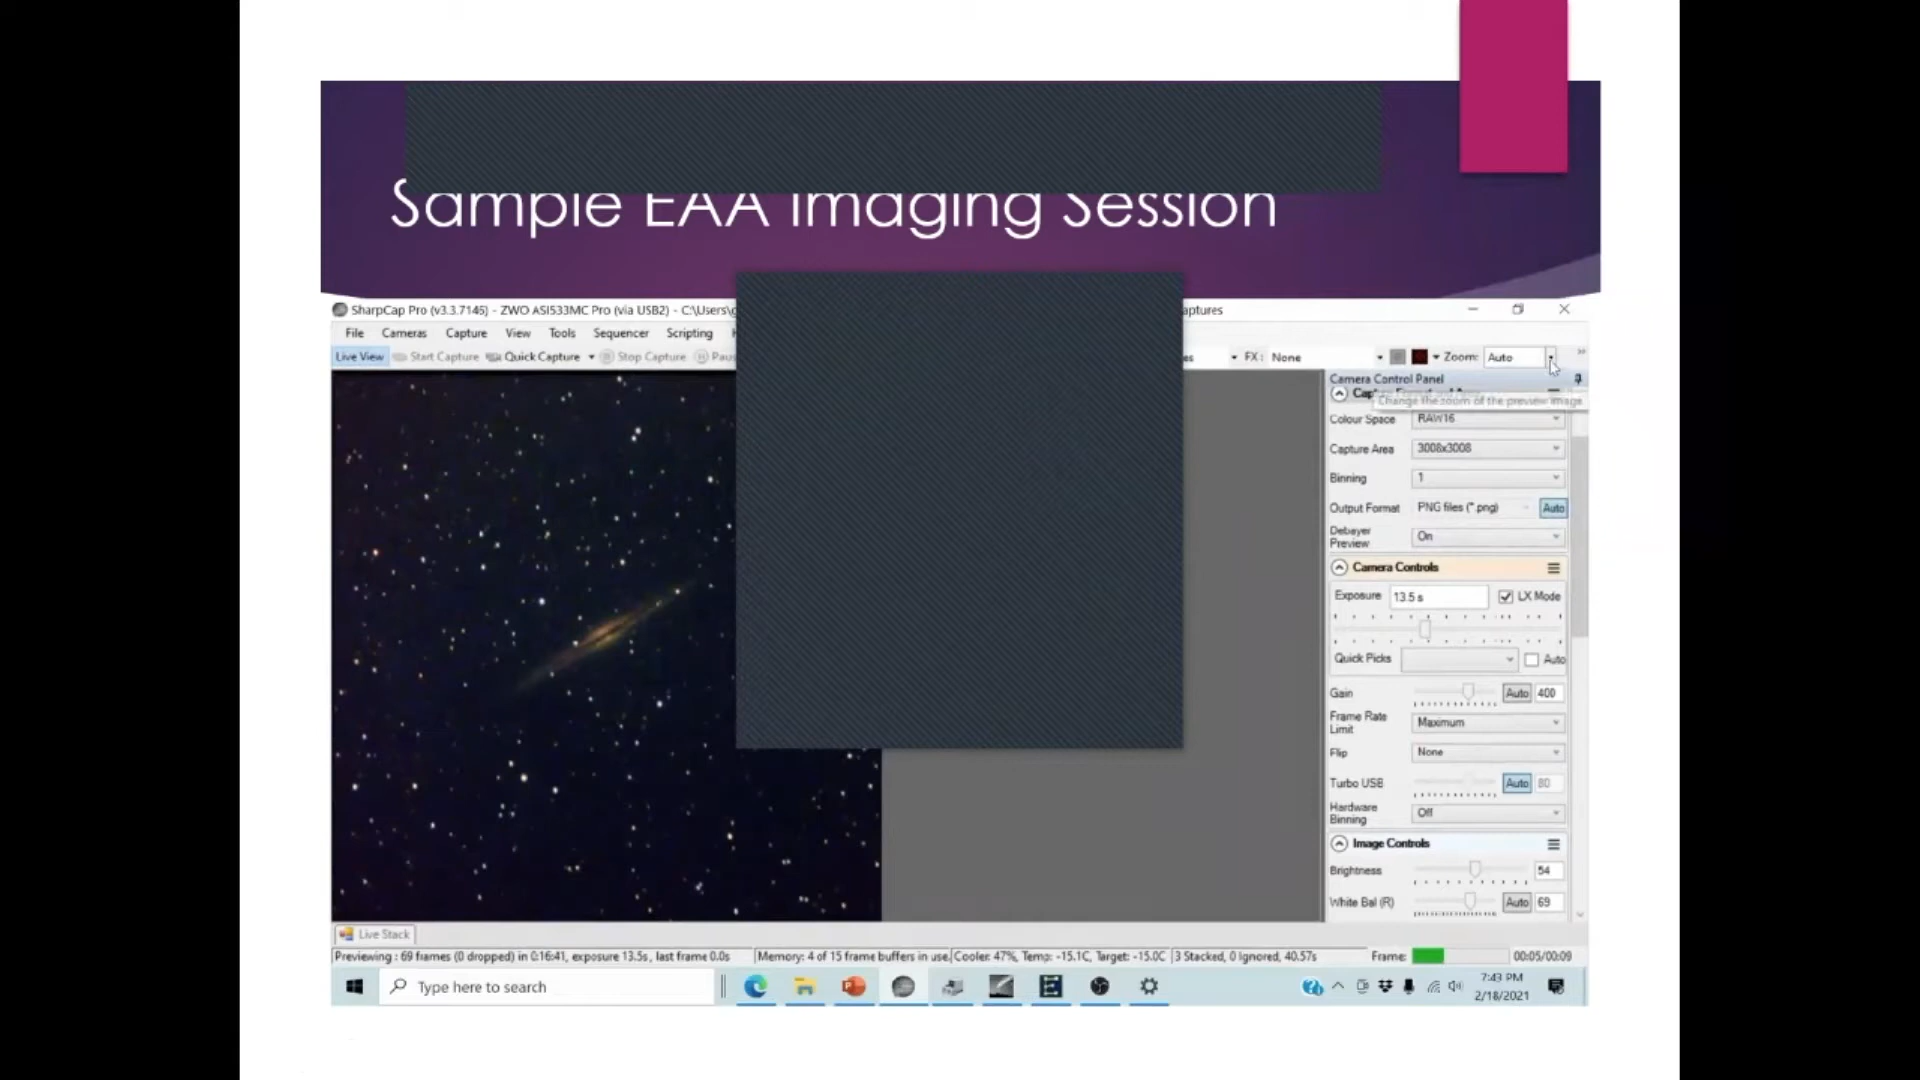 Sample EAA Imaging Session
SharpCap Pro (v3.3.7145) - ZWO ASI533MC Pro (via USB2) - C:\Users\
File Cameras Capture View Tools Sequencer Scripting
Live View Start Capture Quick Capture Stop Capture FX: None Zoom: Auto
Camera Control Panel
Change the zoom of the preview image.
Colour Space RAW16
Capture Area 3008x3008
Binning 1
Output Format PNG files (*.png) Auto
Debayer Preview On
Camera Controls
Exposure 13.5 s LX Mode
Quick Picks Auto
Gain Auto 400
Frame Rate Limit Maximum
Flip None
Turbo USB Auto 80
Hardware Binning Off
Image Controls
Brightness 54
White Bal (R) Auto 69
Live Stack
Previewing : 69 frames (0 dropped) in 0:16:41, exposure 13.5s, last frame 0.0s Memory: 4 of 15 frame buffers in use. Cooler: 47%, Temp: -15.1C, Target: -15.0C 3 Stacked, 0 Ignored, 40.57s Frame: 00:05/00:09
Type here to search
7:43 PM
2/18/2021